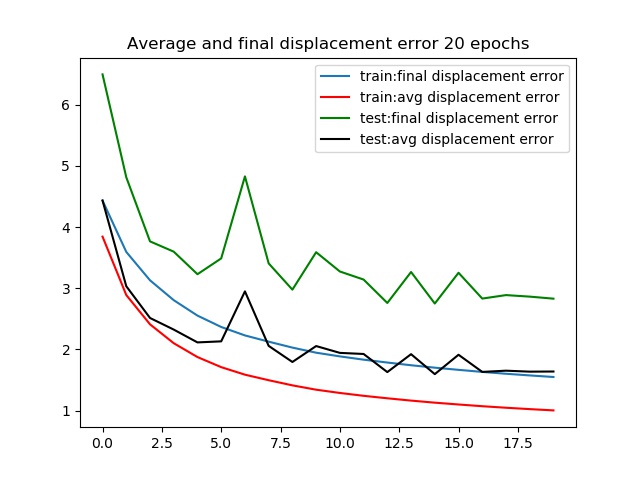 Average and final displacement error 20 epochs
train:final displacement error
train:avg displacement error
test:final displacement error
test:avg displacement error
6
5
4
3
2
1
0.0 2.5 5.0 7.5 10.0 12.5 15.0 17.5